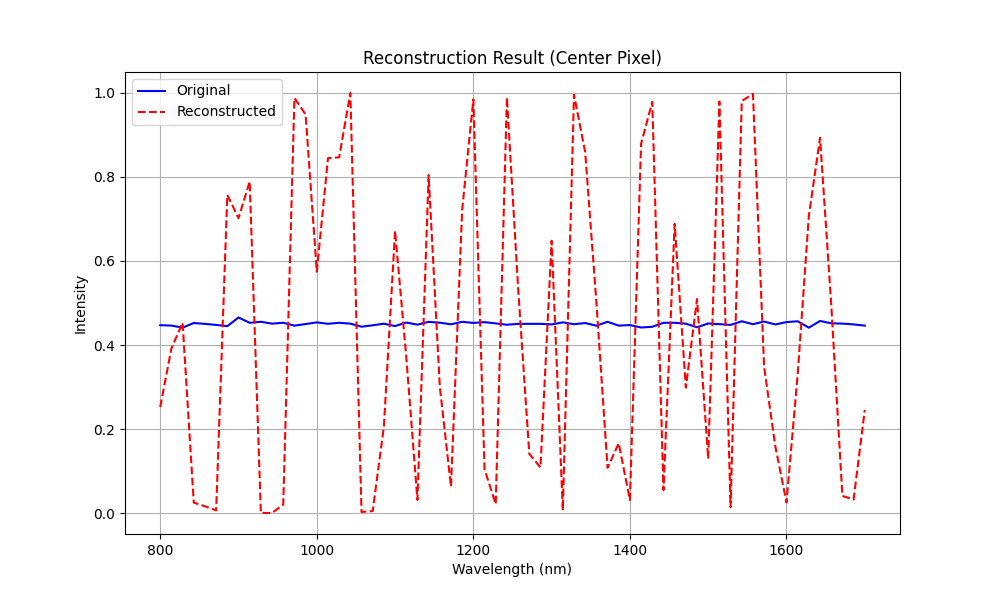 Reconstruction Result (Center Pixel)
Original
Reconstructed
1.0
0.8
0.6
0.4
0.2
0.0
Intensity
800 1000 1200 1400 1600
Wavelength (nm)